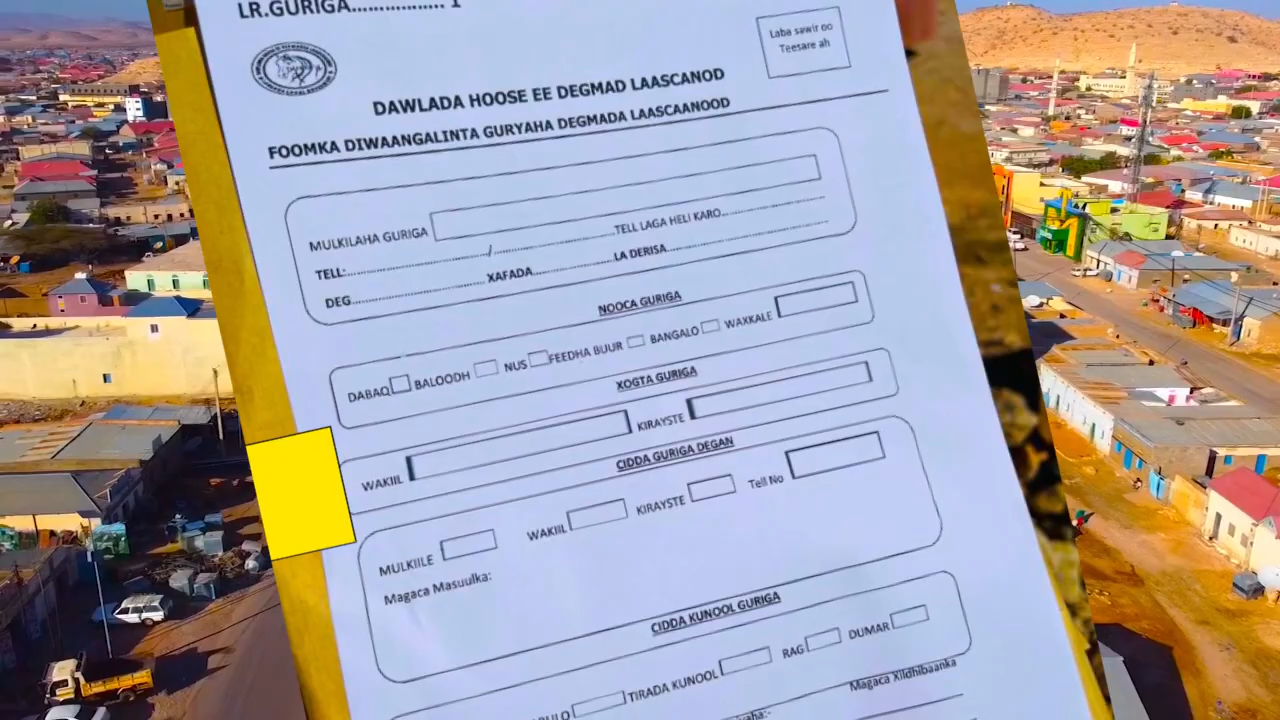 LR.GURIGA................. 1
Laba sawir oo
Teesare ah
DAWLADA HOOSE EE DEGMAD LAASCANOD
FOOMKA DIWAANGALINTA GURYAHA DEGMADA LAASCAANOOD
MULKILAHA GURIGA
TELL:................................./.................................TELL LAGA HELI KARO..........................
DEG.................................. XAFADA.....................LA DERISA.......................................
NOOCA GURIGA
DABAQ BALOODH NUS FEEDHA BUUR BANGALO WAXKALE
XOGTA GURIGA
WAKIIL KIRAYSTE
CIDDA GURIGA DEGAN
MULKIILE WAKIIL KIRAYSTE Tell No
Magaca Masuulka:
CIDDA KUNOOL GURIGA
TIRADA KUNOOL RAG DUMAR
Magaca Xildhibaanka